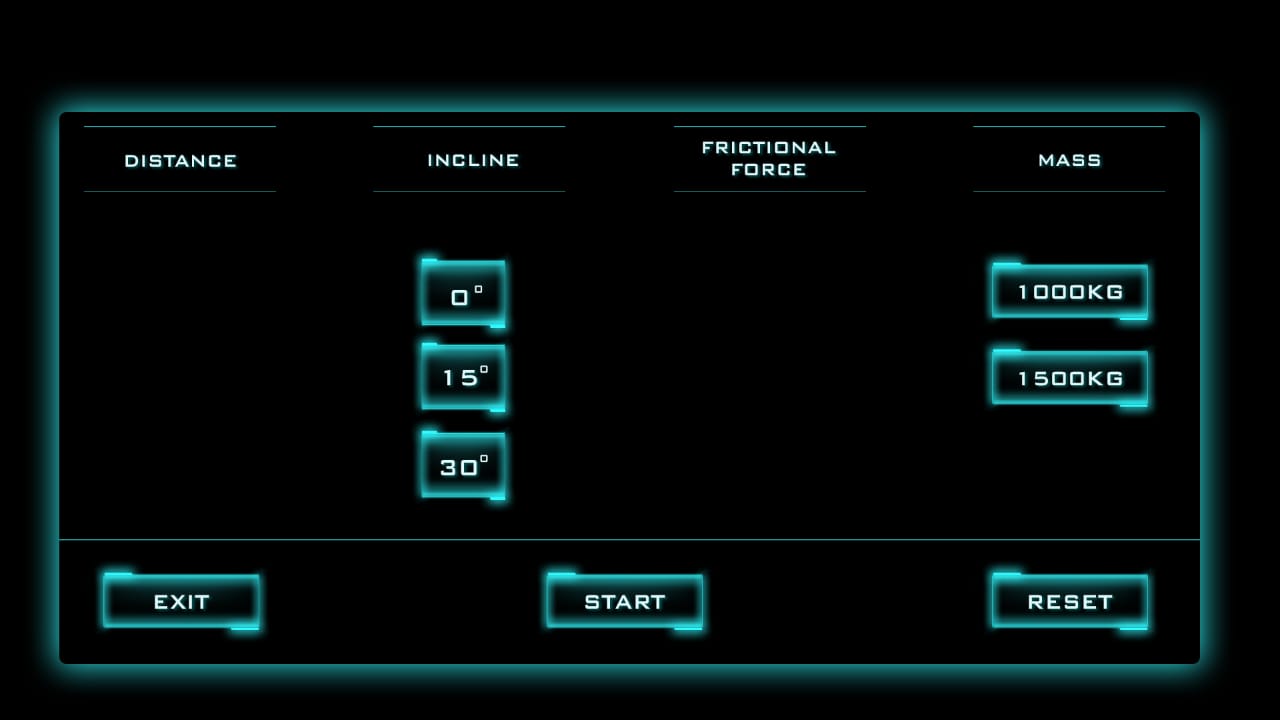 DISTANCE
INCLINE
FRICTIONAL
FORCE
MASS
0°
15°
30°
1000KG
1500KG
EXIT
START
RESET